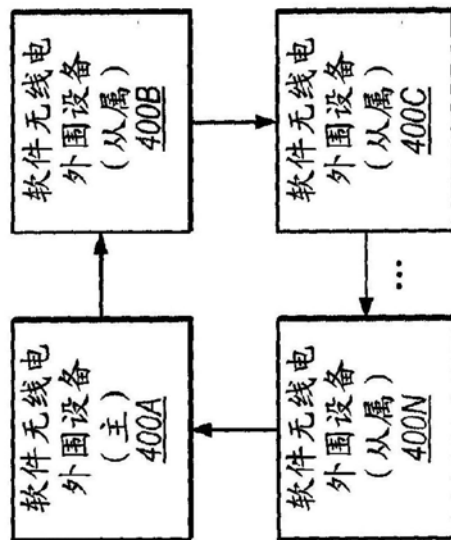 软件无线电
外围设备
(主)
400A
软件无线电
外围设备
(从属)
400B
软件无线电
外围设备
(从属)
400N
...
软件无线电
外围设备
(从属)
400C